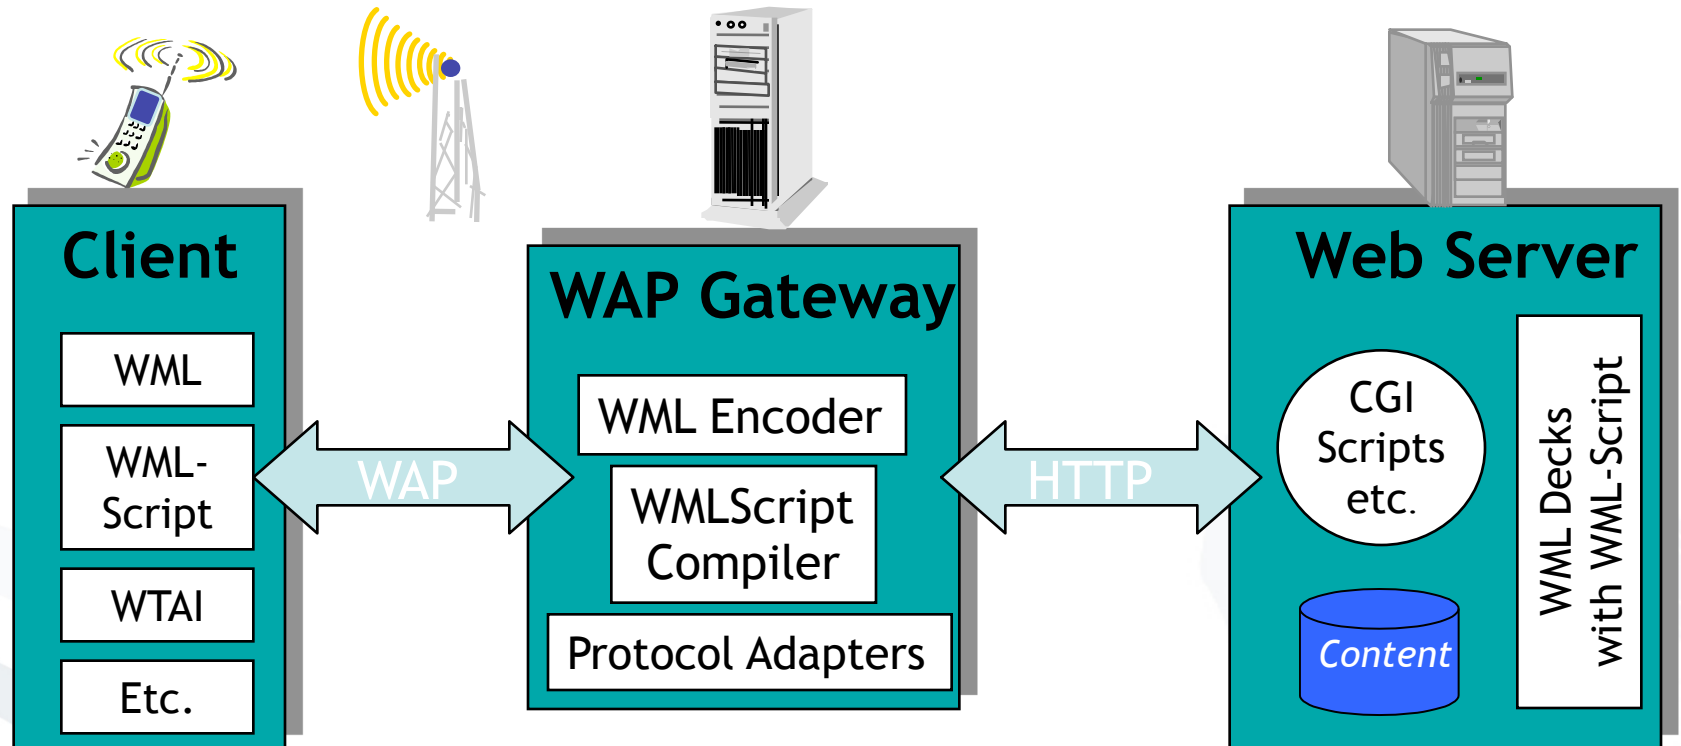 Client
WML
WML-
Script
WTAI
Etc.
WAP
WAP Gateway
WML Encoder
WMLScript
Compiler
Protocol Adapters
HTTP
Web Server
CGI
Scripts
etc.
Content
WML Decks
with WML-Script